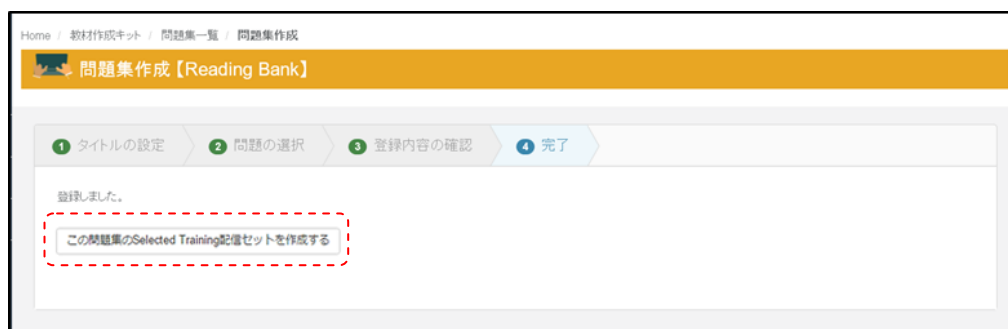 Home / 教材作成キット / 問題集一覧 / 問題集作成
問題集作成【Reading Bank】
1 タイトルの設定 2 問題の選択 3 登録内容の確認 4 完了
登録しました。
この問題集のSelected Training配信セットを作成する